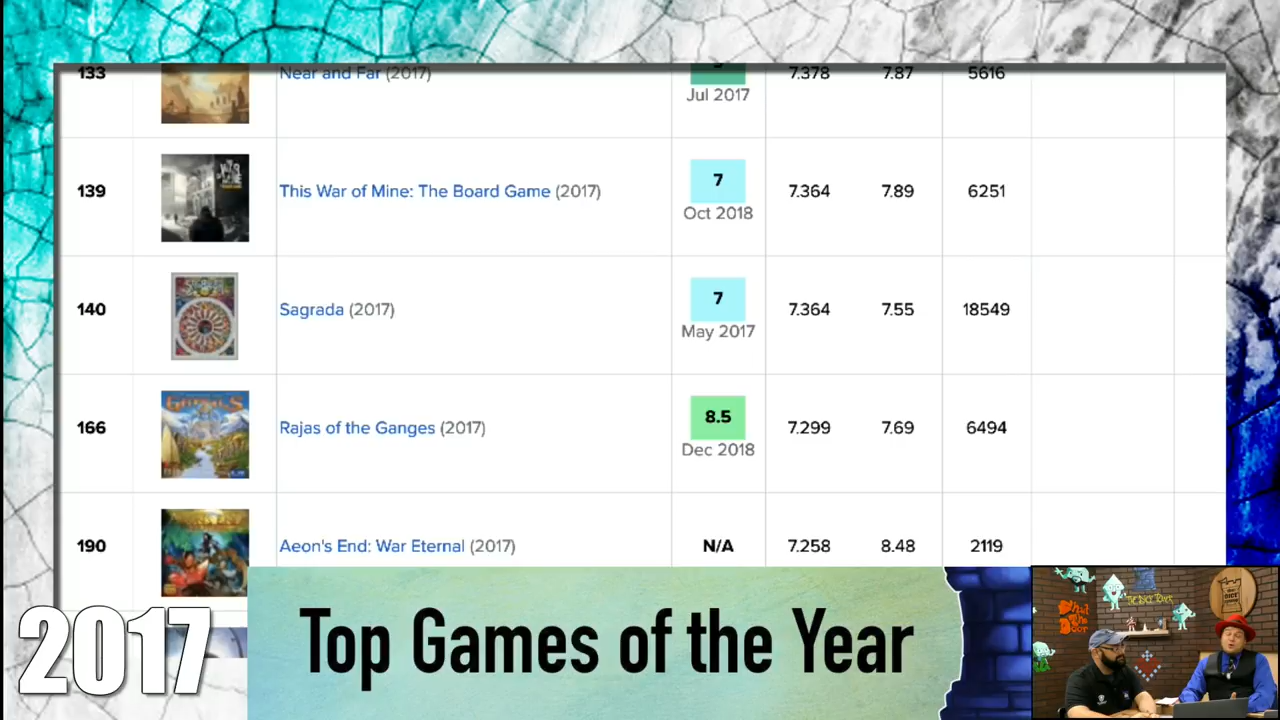 133 Near and Far (2017) 7.378 7.87 5616
Jul 2017
139 This War of Mine: The Board Game (2017) 7 7.364 7.89 6251
Oct 2018
140 Sagrada (2017) 7 7.364 7.55 18549
May 2017
166 Rajas of the Ganges (2017) 8.5 7.299 7.69 6494
Dec 2018
190 Aeon's End: War Eternal (2017) N/A 7.258 8.48 2119
2017 Top Games of the Year